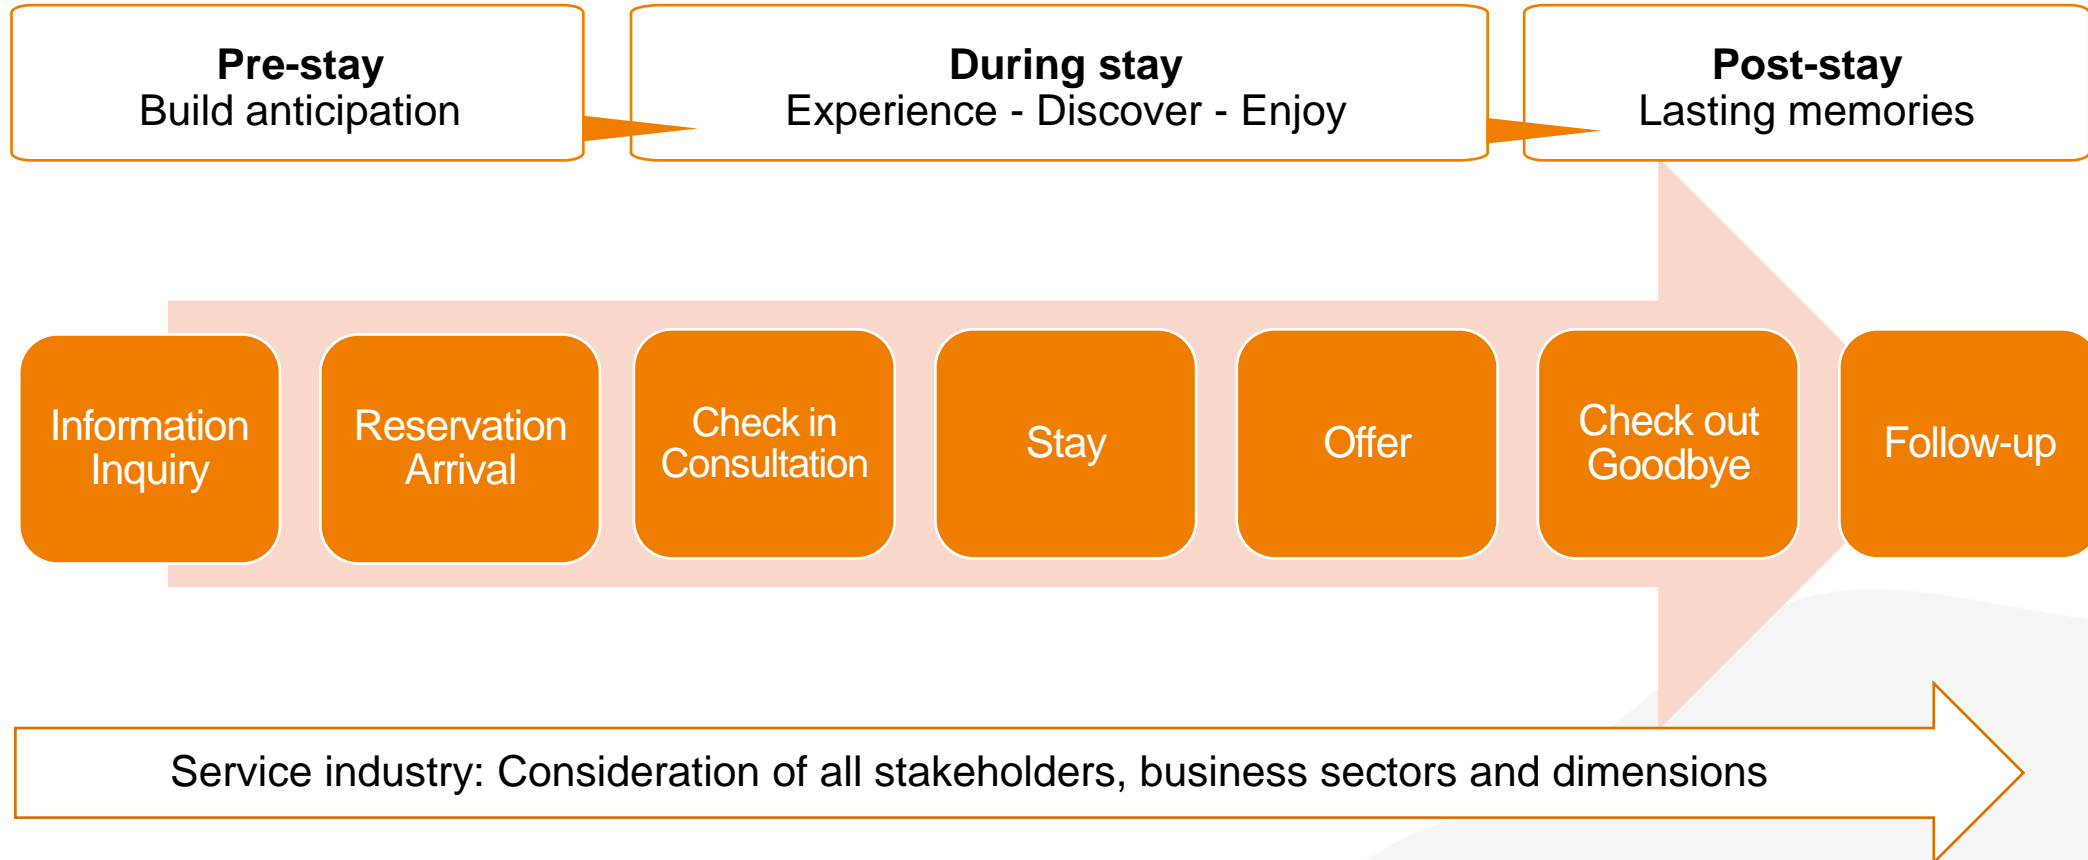 Pre-stay
Build anticipation
During stay
Experience - Discover - Enjoy
Post-stay
Lasting memories
Information
Inquiry
Reservation
Arrival
Check in
Consultation
Stay
Offer
Check out
Goodbye
Follow-up
Service industry: Consideration of all stakeholders, business sectors and dimensions